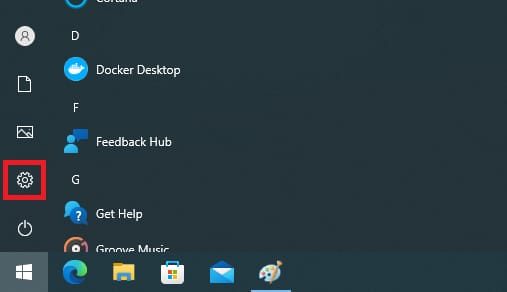 Cortana
D
Docker Desktop
F
Feedback Hub
G
Get Help
Groove Music